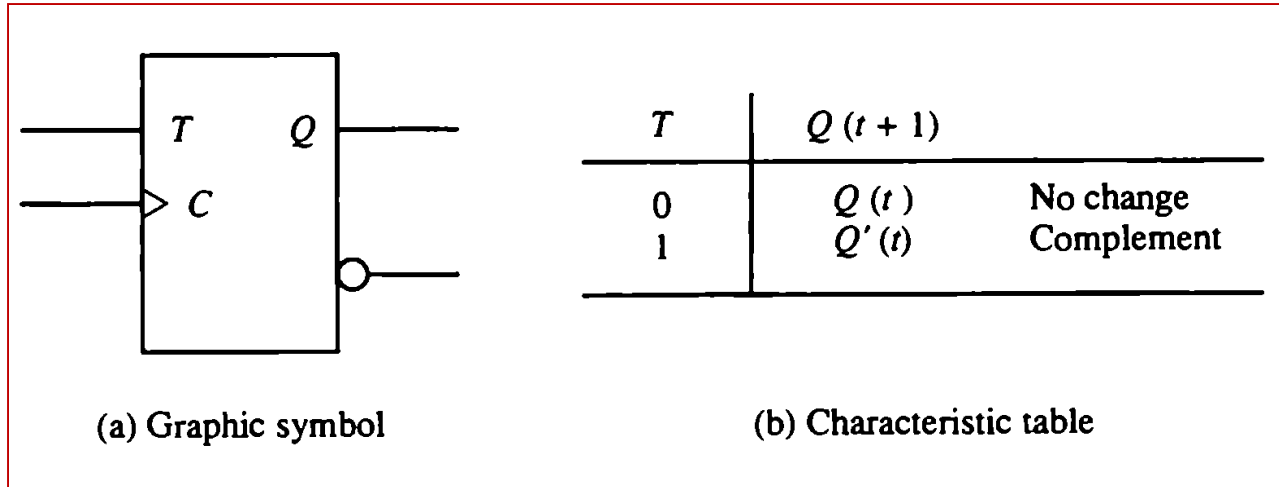 T Q
C
(a) Graphic symbol
T Q (t + 1)
0 Q (t) No change
1 Q' (t) Complement
(b) Characteristic table